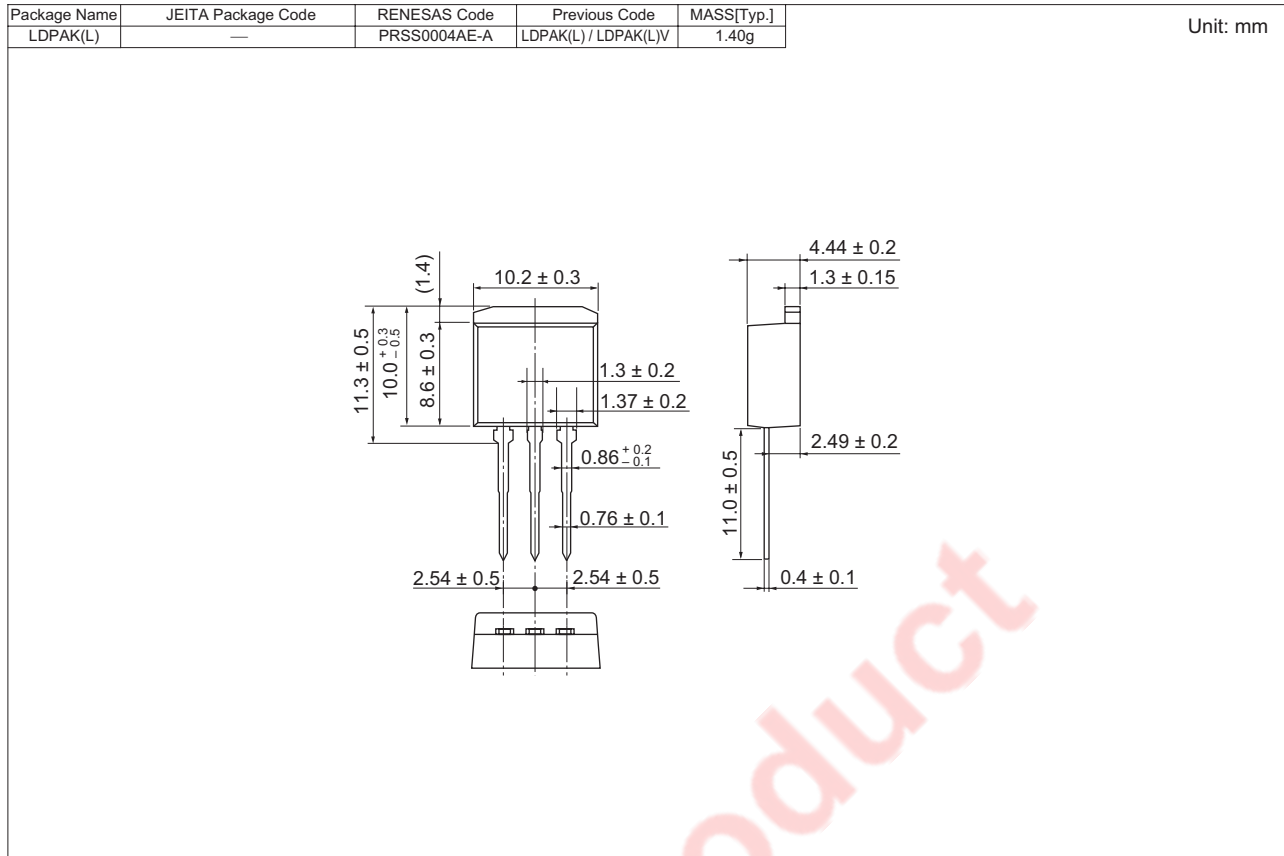 Package Name JEITA Package Code RENESAS Code Previous Code MASS[Typ.]
LDPAK(L) — PRSS0004AE-A LDPAK(L) / LDPAK(L)V 1.40g
Unit: mm
4.44 ± 0.2
1.3 ± 0.15
(1.4)
10.2 ± 0.3
11.3 ± 0.5
10.0 + 0.3 – 0.5
8.6 ± 0.3
1.3 ± 0.2
1.37 ± 0.2
2.49 ± 0.2
0.86 + 0.2 – 0.1
11.0 ± 0.5
0.76 ± 0.1
2.54 ± 0.5 2.54 ± 0.5
0.4 ± 0.1
oduct